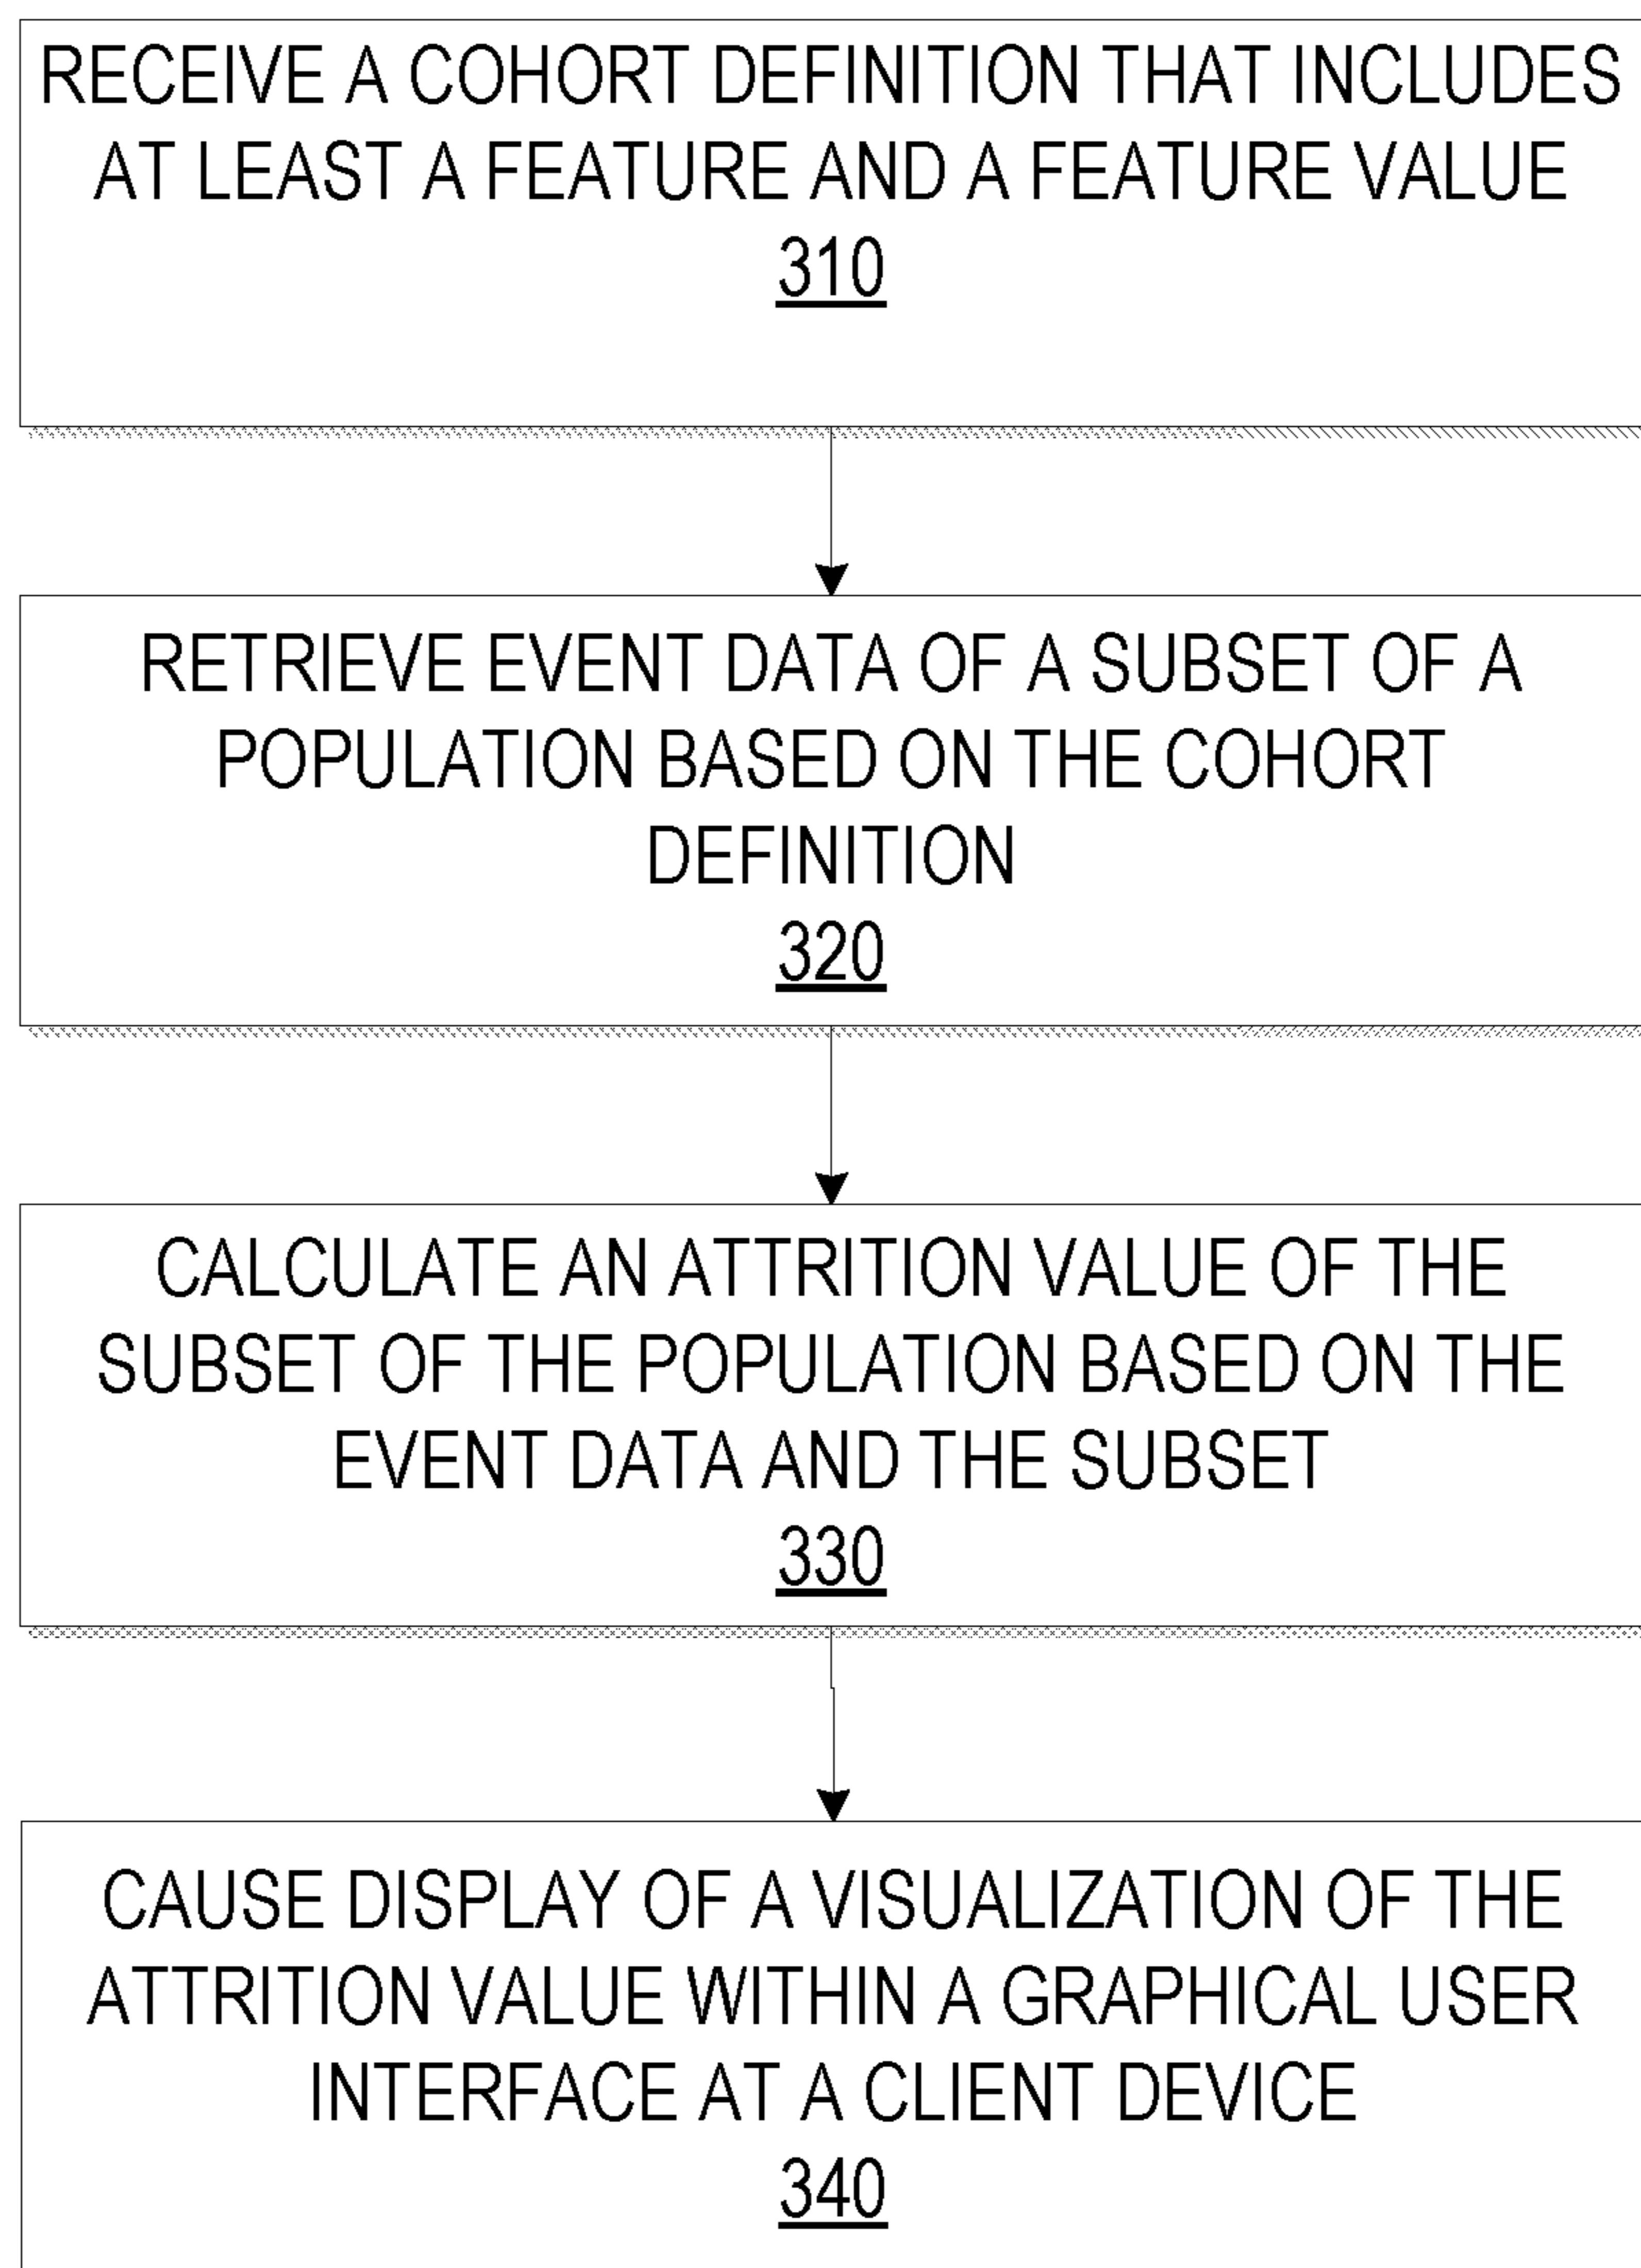 RECEIVE A COHORT DEFINITION THAT INCLUDES
AT LEAST A FEATURE AND A FEATURE VALUE
310
RETRIEVE EVENT DATA OF A SUBSET OF A
POPULATION BASED ON THE COHORT
DEFINITION
320
CALCULATE AN ATTRITION VALUE OF THE
SUBSET OF THE POPULATION BASED ON THE
EVENT DATA AND THE SUBSET
330
CAUSE DISPLAY OF A VISUALIZATION OF THE
ATTRITION VALUE WITHIN A GRAPHICAL USER
INTERFACE AT A CLIENT DEVICE
340